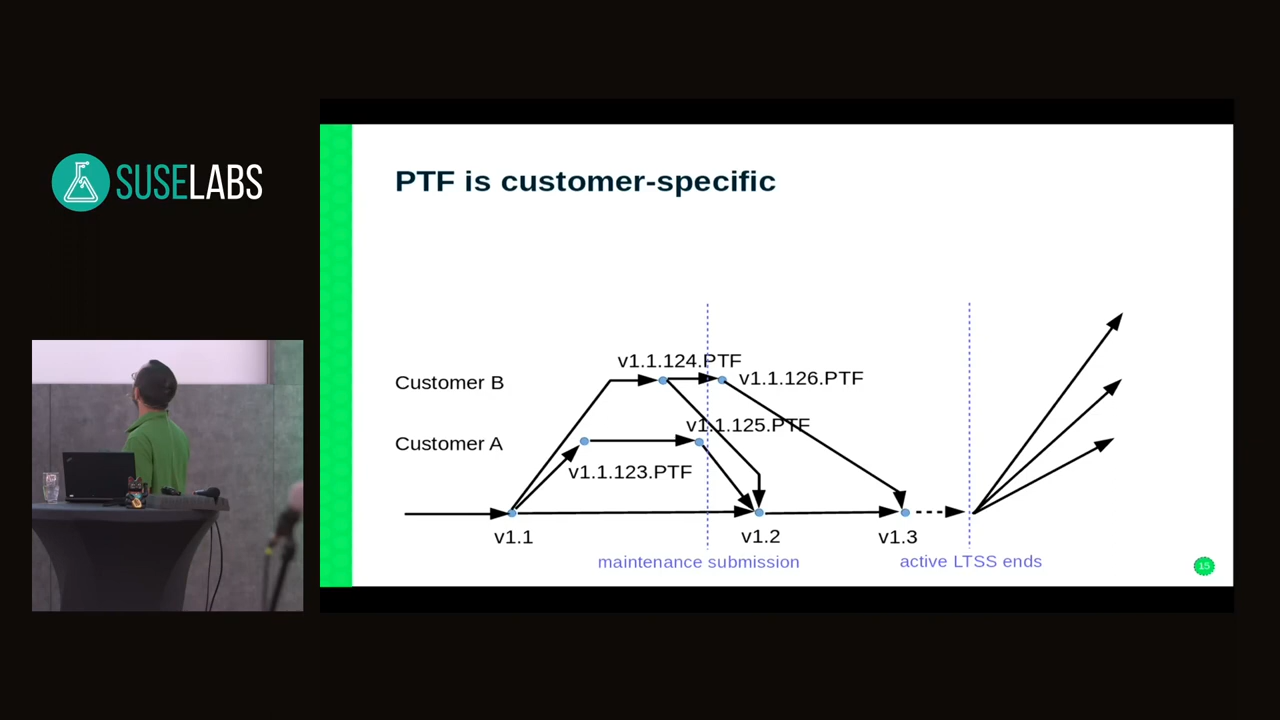 SUSELABS
PTF is customer-specific
v1.1.124.PTF
Customer B
v1.1.126.PTF
v1.1.125.PTF
Customer A
v1.1.123.PTF
v1.1
v1.2
v1.3
maintenance submission
active LTSS ends
15